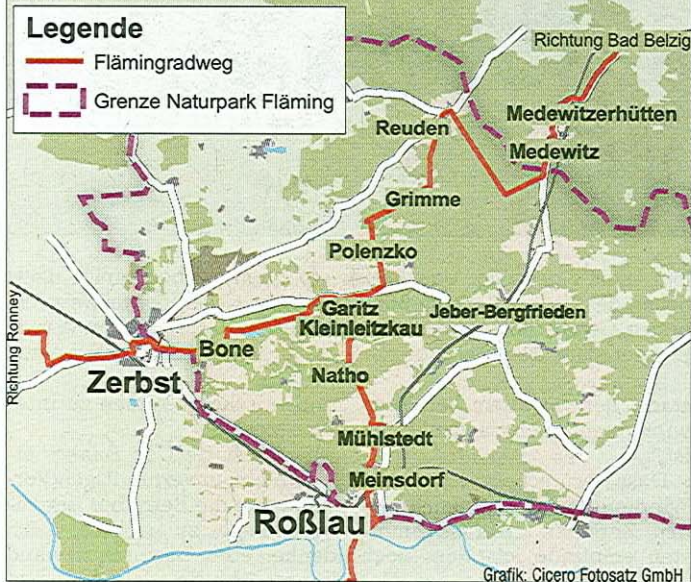 Legende
Flämingradweg
Grenze Naturpark Fläming
Richtung Bad Belzig
Medewitzerhütten
Reuden
Medewitz
Grimme
Polenzko
Garitz
Kleinleitzkau
Jeber-Bergfrieden
Richtung Ronney
Bone
Zerbst
Natho
Mühlstedt
Meinsdorf
Roßlau
Grafik: Cicero Fotosatz GmbH